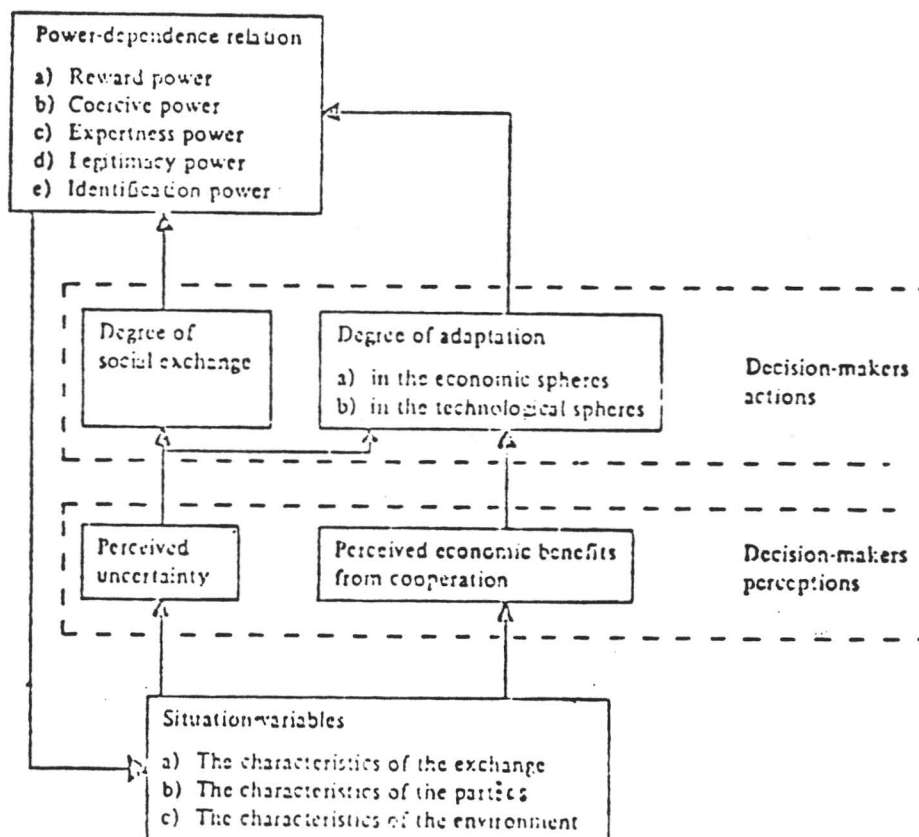 Power-dependence relation
a) Reward power
b) Coercive power
c) Expertness power
d) Legitimacy power
e) Identification power
Degree of
social exchange
Degree of adaptation
a) in the economic spheres
b) in the technological spheres
Decision-makers
actions
Perceived
uncertainty
Perceived economic benefits
from cooperation
Decision-makers
perceptions
Situation-variables
a) The characteristics of the exchange
b) The characteristics of the parties
c) The characteristics of the environment